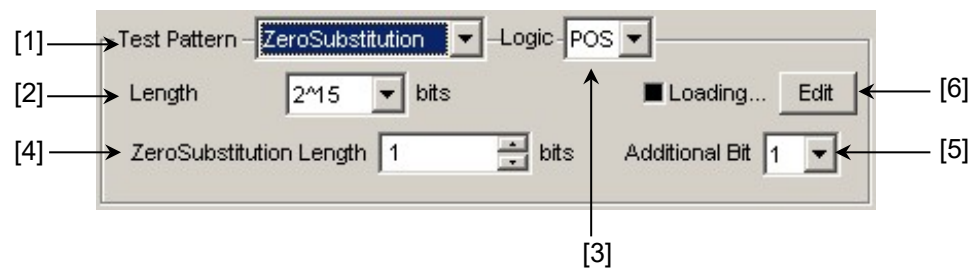 [1] Test Pattern ZeroSubstitution Logic POS
[2] Length 2^15 bits Loading... Edit [6]
[4] ZeroSubstitution Length 1 bits Additional Bit 1 [5]
[3]